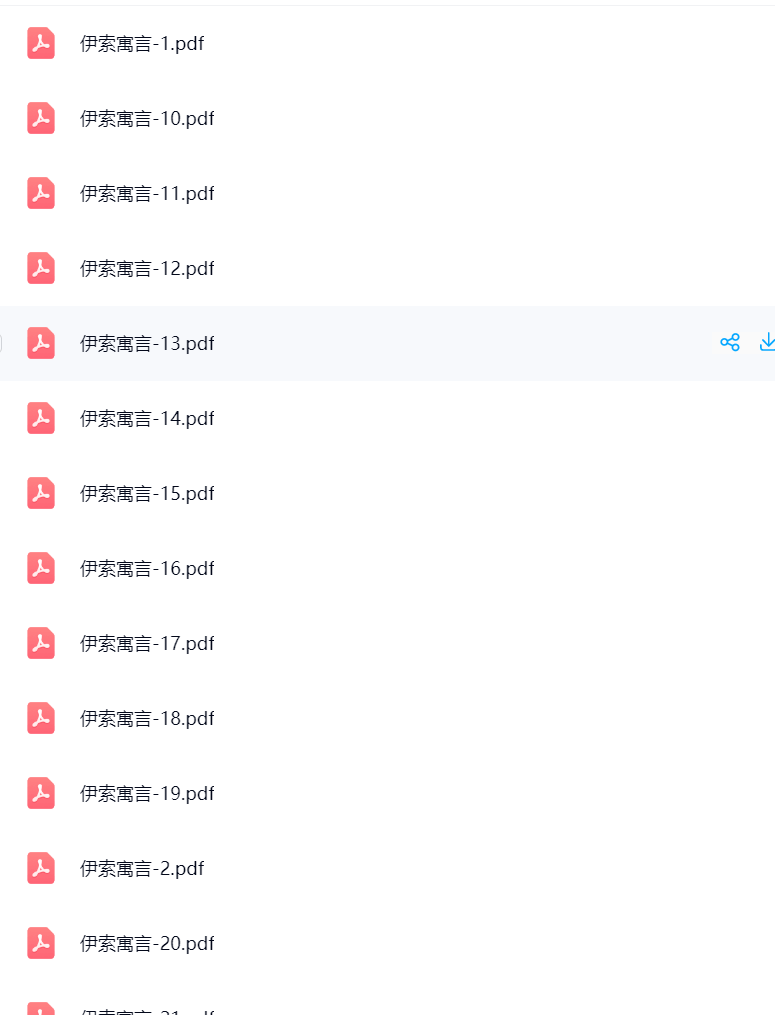 伊索寓言-1.pdf
伊索寓言-10.pdf
伊索寓言-11.pdf
伊索寓言-12.pdf
伊索寓言-13.pdf
伊索寓言-14.pdf
伊索寓言-15.pdf
伊索寓言-16.pdf
伊索寓言-17.pdf
伊索寓言-18.pdf
伊索寓言-19.pdf
伊索寓言-2.pdf
伊索寓言-20.pdf